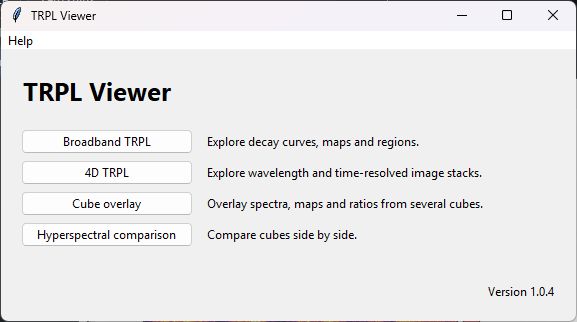 TRPL Viewer
Help
TRPL Viewer
Broadband TRPL Explore decay curves, maps and regions.
4D TRPL Explore wavelength and time-resolved image stacks.
Cube overlay Overlay spectra, maps and ratios from several cubes.
Hyperspectral comparison Compare cubes side by side.
Version 1.0.4